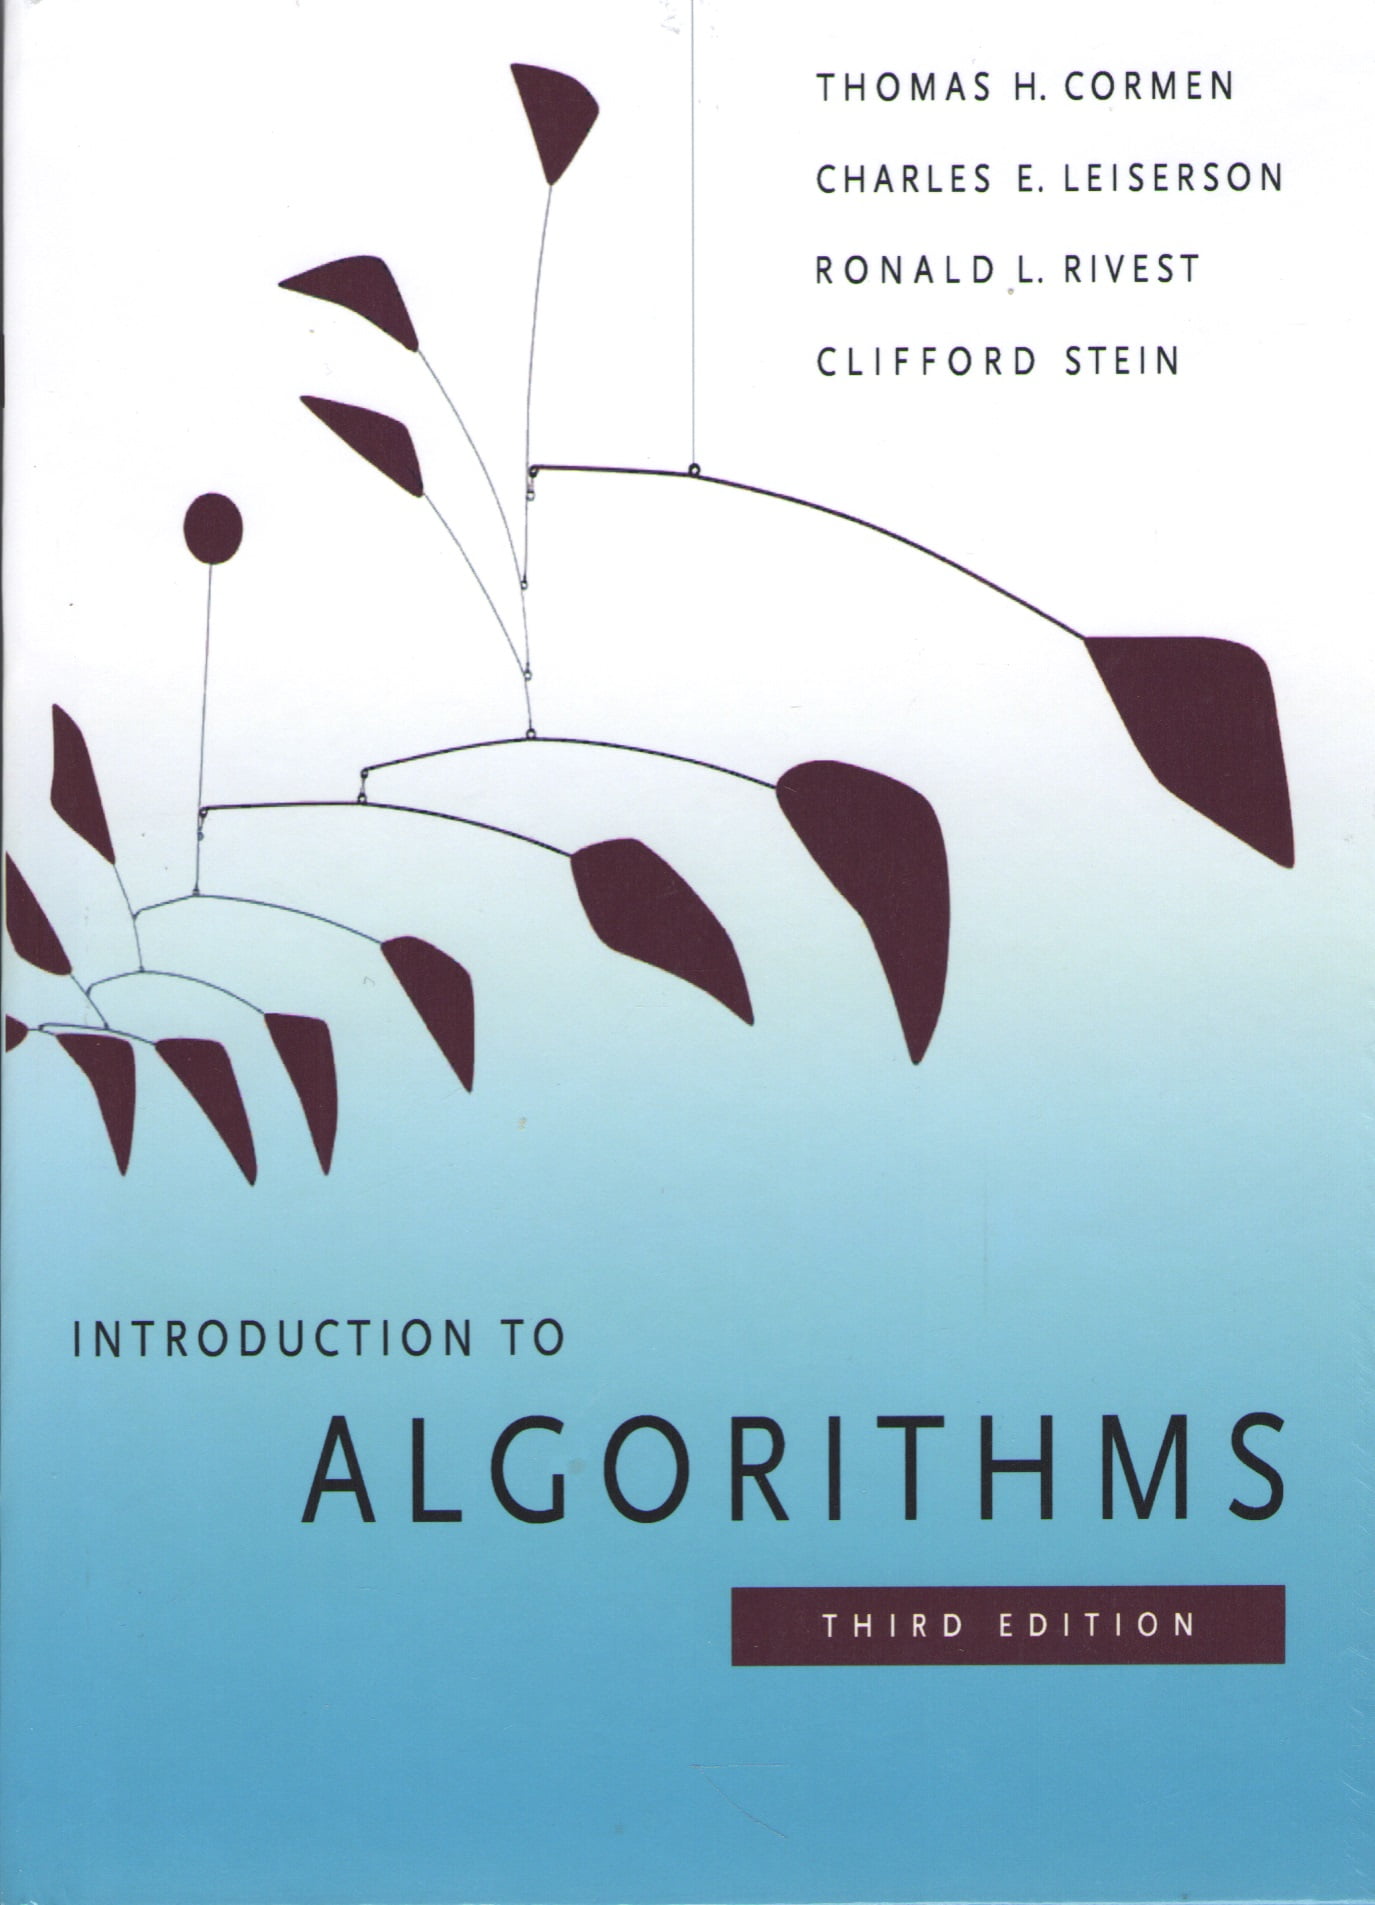 THOMAS H. CORMEN
CHARLES E. LEISERSON
RONALD L. RIVEST
CLIFFORD STEIN
INTRODUCTION TO
ALGORITHMS
THIRD EDITION